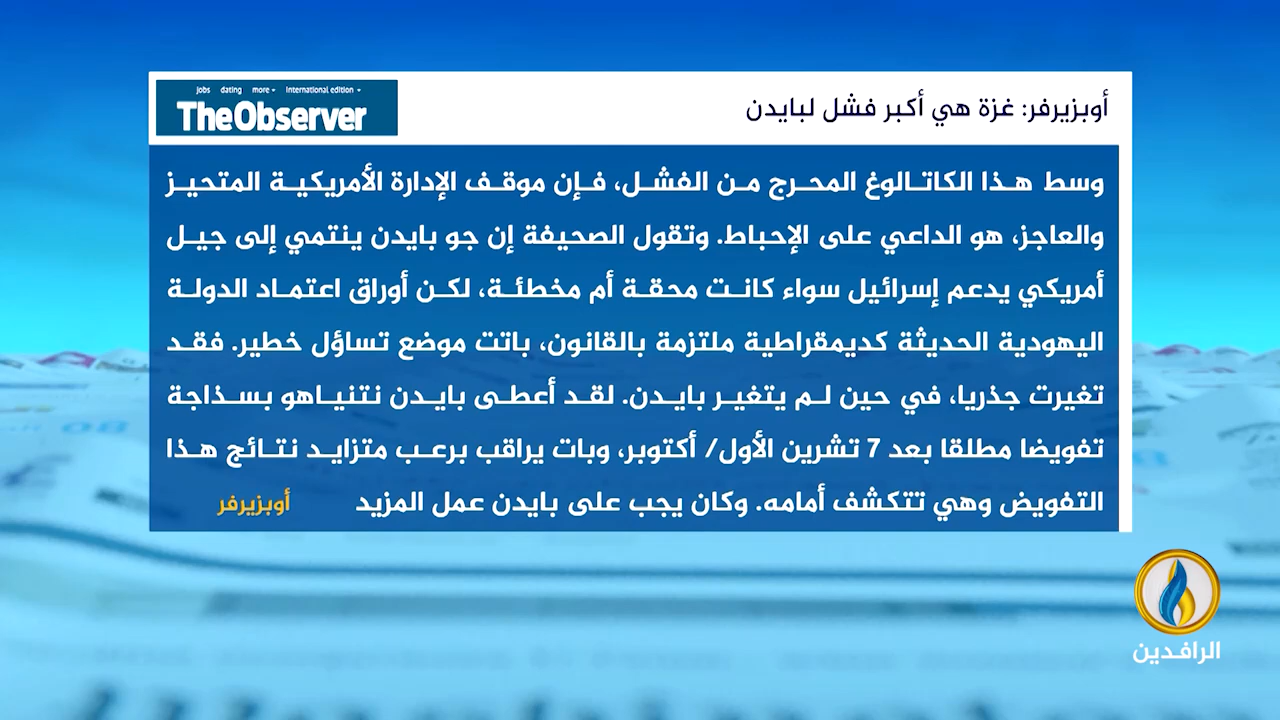 jobs dating more International edition
TheObserver
أوبزيرفر: غزة هي أكبر فشل لبايدن
وسط هذا الكاتالوغ المحرج من الفشل، فإن موقف الإدارة الأمريكية المتحيز
والعاجز، هو الداعي على الإحباط. وتقول الصحيفة إن جو بايدن ينتمي إلى جيل
أمريكي يدعم إسرائيل سواء كانت محقة أم مخطئة، لكن أوراق اعتماد الدولة
اليهودية الحديثة كديمقراطية ملتزمة بالقانون، باتت موضع تساؤل خطير. فقد
تغيرت جذريا، في حين لم يتغير بايدن. لقد أعطى بايدن نتنياهو بسذاجة
تفويضا مطلقا بعد 7 تشرين الأول/ أكتوبر، وبات يراقب برعب متزايد نتائج هذا
التفويض وهي تتكشف أمامه. وكان يجب على بايدن عمل المزيد
أوبزيرفر
الرافدين